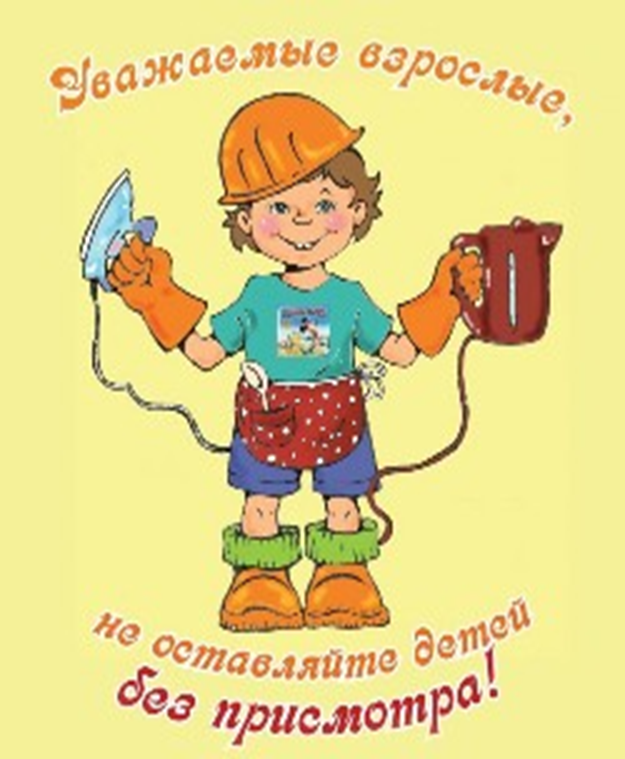 Уважаемые взрослые,
не оставляйте детей
без присмотра!